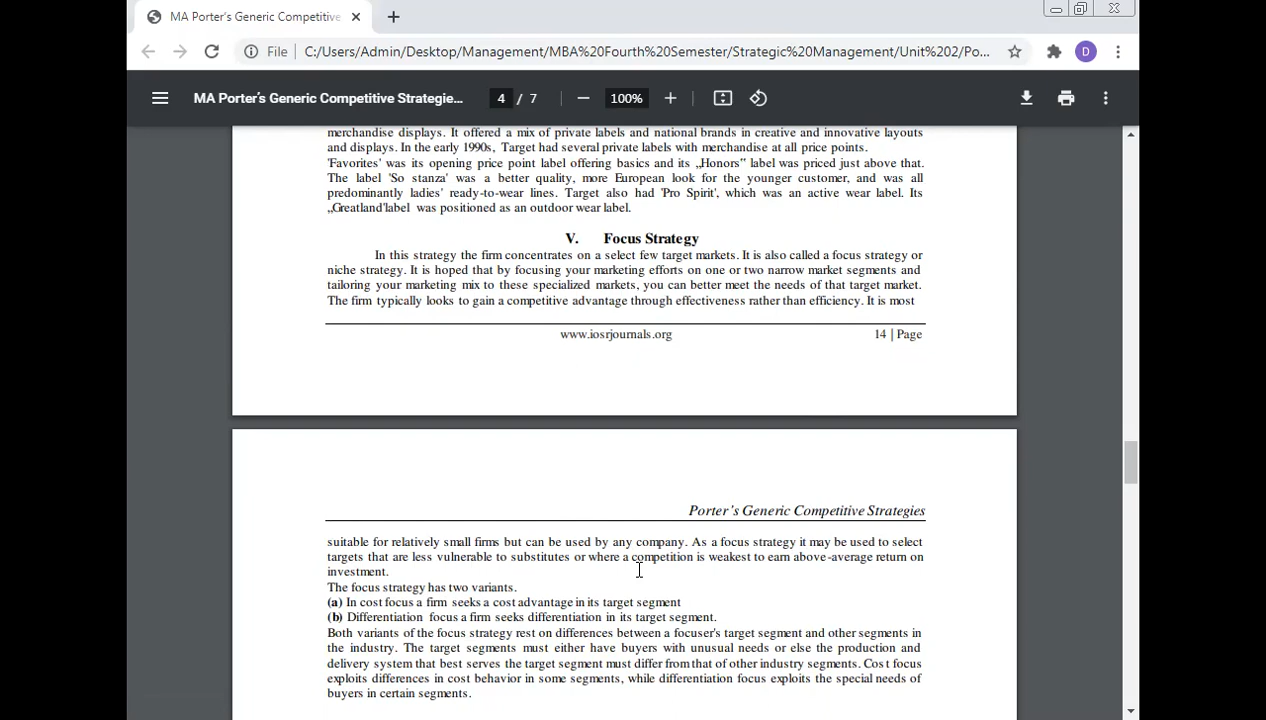 MA Porter's Generic Competitive
File C:/Users/Admin/Desktop/Management/MBA%20Fourth%20Semester/Strategic%20Management/Unit%202/Po...
D
MA Porter's Generic Competitive Strategie...
4 / 7
100%
merchandise displays. It offered a mix of private labels and national brands in creative and innovative layouts
and displays. In the early 1990s, Target had several private labels with merchandise at all price points.
'Favorites' was its opening price point label offering basics and its „Honors” label was priced just above that.
The label 'So stanza' was a better quality, more European look for the younger customer, and was all
predominantly ladies' ready-to-wear lines. Target also had 'Pro Spirit', which was an active wear label. Its
„Greatland'label was positioned as an outdoor wear label.
V. Focus Strategy
In this strategy the firm concentrates on a select few target markets. It is also called a focus strategy or
niche strategy. It is hoped that by focusing your marketing efforts on one or two narrow market segments and
tailoring your marketing mix to these specialized markets, you can better meet the needs of that target market.
The firm typically looks to gain a competitive advantage through effectiveness rather than efficiency. It is most
www.iosrjournals.org 14 | Page
Porter's Generic Competitive Strategies
suitable for relatively small firms but can be used by any company. As a focus strategy it may be used to select
targets that are less vulnerable to substitutes or where a competition is weakest to earn above-average return on
investment.
The focus strategy has two variants.
(a) In cost focus a firm seeks a cost advantage in its target segment
(b) Differentiation focus a firm seeks differentiation in its target segment.
Both variants of the focus strategy rest on differences between a focuser's target segment and other segments in
the industry. The target segments must either have buyers with unusual needs or else the production and
delivery system that best serves the target segment must differ from that of other industry segments. Cost focus
exploits differences in cost behavior in some segments, while differentiation focus exploits the special needs of
buyers in certain segments.